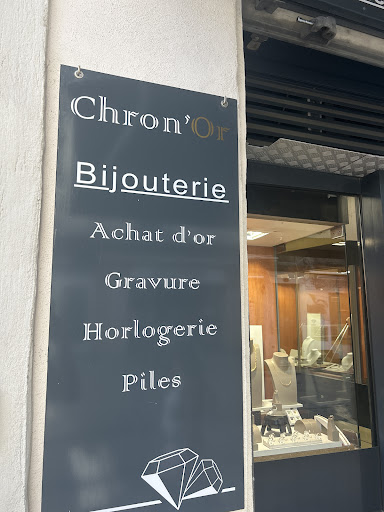 Chron'Or
Bijouterie
Achat d'or
Gravure
Horlogerie
Piles